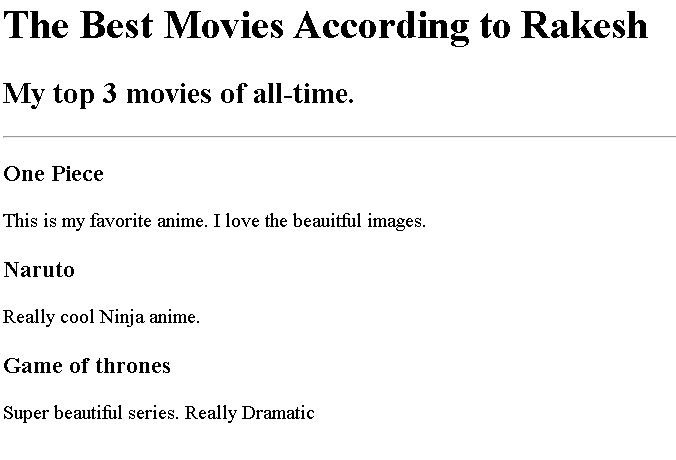 The Best Movies According to Rakesh
My top 3 movies of all-time.
One Piece
This is my favorite anime. I love the beauitful images.
Naruto
Really cool Ninja anime.
Game of thrones
Super beautiful series. Really Dramatic